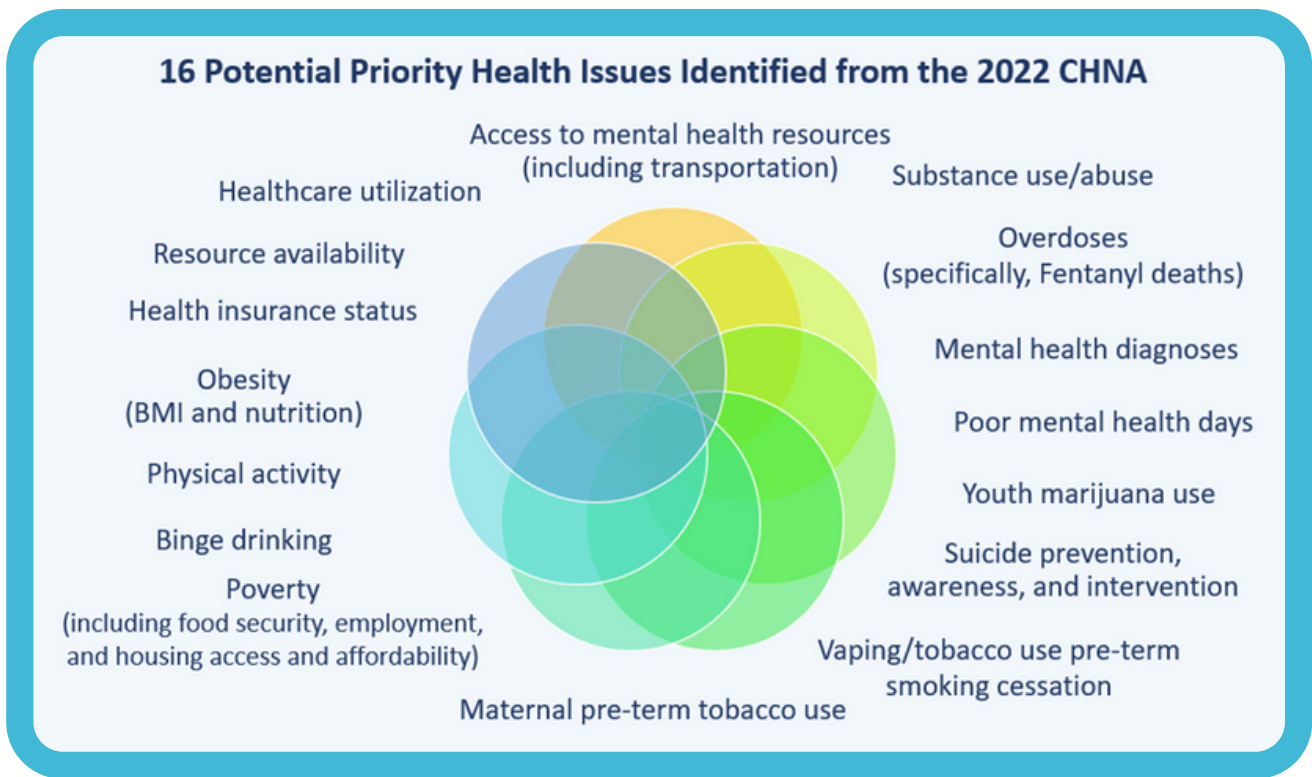 16 Potential Priority Health Issues Identified from the 2022 CHNA
Access to mental health resources
(including transportation)
Substance use/abuse
Overdoses
(specifically, Fentanyl deaths)
Mental health diagnoses
Poor mental health days
Youth marijuana use
Suicide prevention,
awareness, and intervention
Vaping/tobacco use pre-term
smoking cessation
Maternal pre-term tobacco use
Poverty
(including food security, employment,
and housing access and affordability)
Binge drinking
Physical activity
Obesity
(BMI and nutrition)
Health insurance status
Resource availability
Healthcare utilization